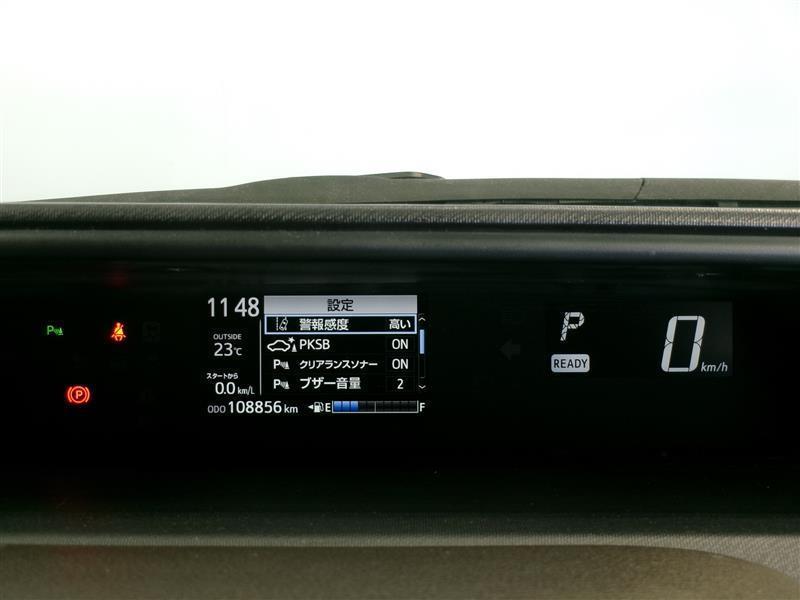 11 48
OUTSIDE
23℃
スタートから
0.0 km/L
設定
警報感度 高い
PKSB ON
P クリアランスソナー ON
P ブザー音量 2
ODO 108856 km
E F
P
P
P
READY
0 km/h